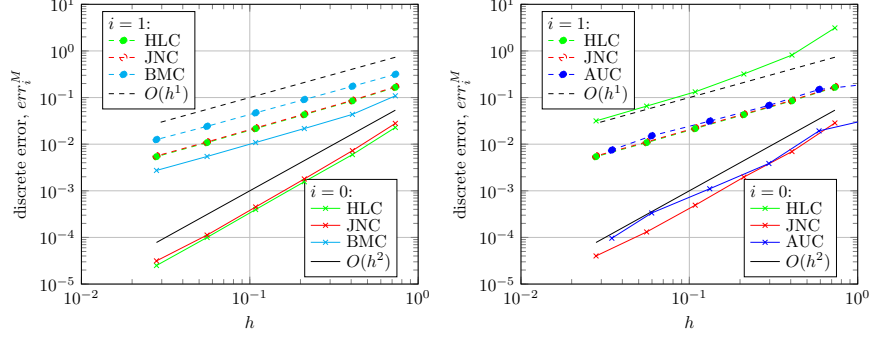 10^1
10^0
10^{-1}
10^{-2}
10^{-3}
10^{-4}
10^{-5}
discrete error, err_i^M
i = 1:
HLC
JNC
BMC
O(h^1)
i = 0:
HLC
JNC
BMC
O(h^2)
10^{-2}
10^{-1}
10^0
h
10^1
10^0
10^{-1}
10^{-2}
10^{-3}
10^{-4}
10^{-5}
discrete error, err_i^M
i = 1:
HLC
JNC
AUC
O(h^1)
i = 0:
HLC
JNC
AUC
O(h^2)
10^{-2}
10^{-1}
10^0
h